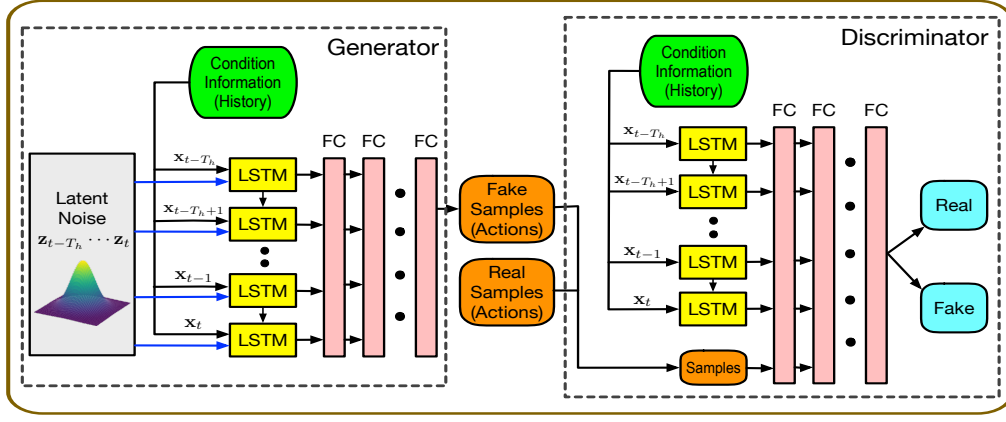 Generator
Condition
Information
(History)
FC
FC
FC
Latent
Noise
𝐳_{t−T_h} ⋯ 𝐳_t
𝐱_{t−T_h}
LSTM
𝐱_{t−T_h+1}
LSTM
𝐱_{t−1}
LSTM
𝐱_t
LSTM
Fake
Samples
(Actions)
Real
Samples
(Actions)
Discriminator
Condition
Information
(History)
FC
FC
FC
𝐱_{t−T_h}
LSTM
𝐱_{t−T_h+1}
LSTM
𝐱_{t−1}
LSTM
𝐱_t
LSTM
Samples
Real
Fake